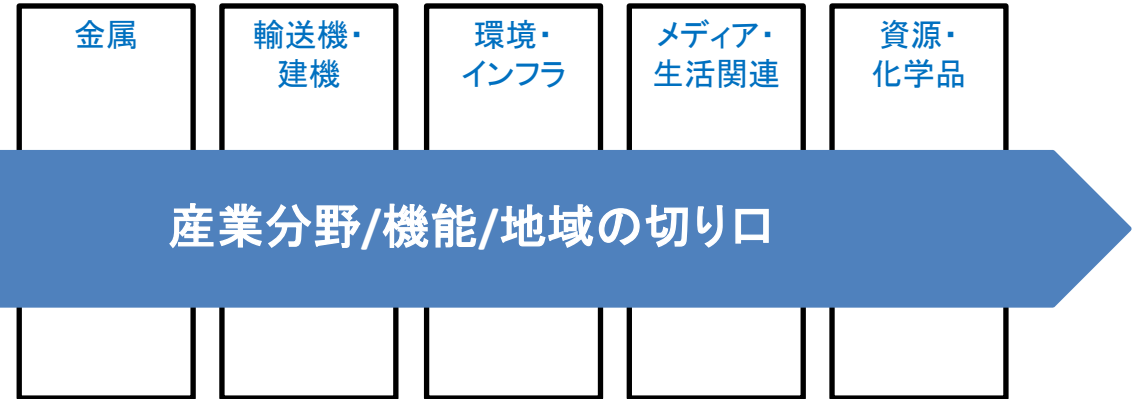 金属
輸送機・
建機
環境・
インフラ
メディア・
生活関連
資源・
化学品
産業分野/機能/地域の切り口